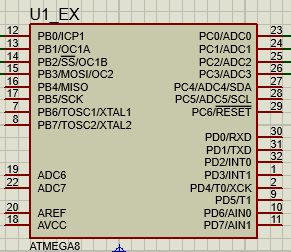 U1_EX
12 PB0/ICP1 PC0/ADC0 23
13 PB1/OC1A PC1/ADC1 24
14 PB2/SS/OC1B PC2/ADC2 25
15 PB3/MOSI/OC2 PC3/ADC3 26
16 PB4/MISO PC4/ADC4/SDA 27
17 PB5/SCK PC5/ADC5/SCL 28
7 PB6/TOSC1/XTAL1 PC6/RESET 29
8 PB7/TOSC2/XTAL2
PD0/RXD 30
PD1/TXD 31
PD2/INT0 32
19 ADC6 PD3/INT1 1
22 ADC7 PD4/T0/XCK 2
PD5/T1 9
20 AREF PD6/AIN0 10
18 AVCC PD7/AIN1 11
ATMEGA8